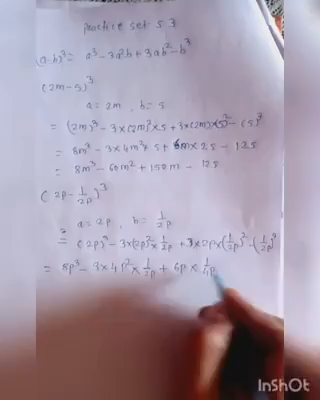 Practice set 5.3
(a-b)³ = a³ - 3a²b + 3ab² - b³
(2m-5)³
a = 2m , b = 5
= (2m)³ - 3×(2m)²×5 + 3×(2m)×(5)² - (5)³
= 8m³ - 3×4m²×5 + 6m×25 - 125
= 8m³ - 60m² + 150m - 125
(2p - 1/2p)³
a = 2p , b = 1/2p
= (2p)³ - 3×(2p)²×1/2p + 3×2p×(1/2p)² - (1/2p)³
= 8p³ - 3×4p²×1/2p + 6p×1/4p
InShot